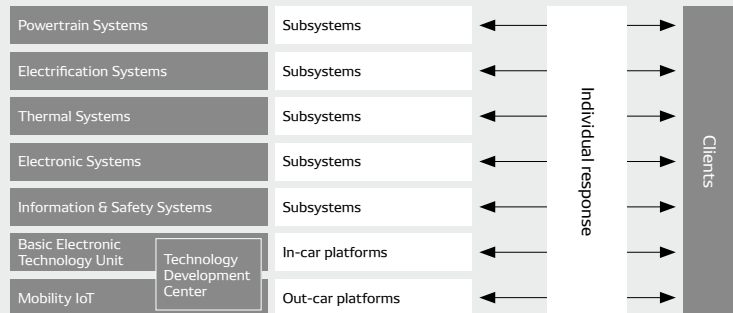 Powertrain Systems
Subsystems
Electrification Systems
Subsystems
Thermal Systems
Subsystems
Electronic Systems
Subsystems
Information & Safety Systems
Subsystems
Basic Electronic
Technology Unit
In-car platforms
Mobility IoT
Out-car platforms
Technology
Development
Center
Individual response
Clients